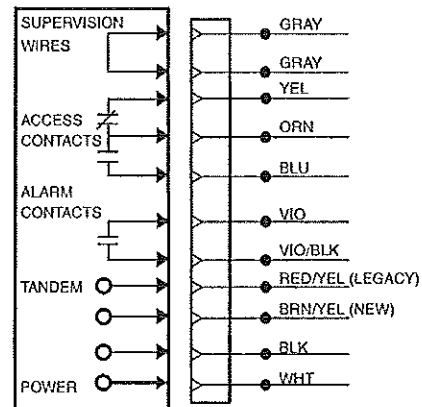 SUPERVISION
WIRES
GRAY
GRAY
YEL
ACCESS
CONTACTS
ORN
BLU
ALARM
CONTACTS
VIO
VIO/BLK
TANDEM
RED/YEL (LEGACY)
BRN/YEL (NEW)
BLK
POWER
WHT